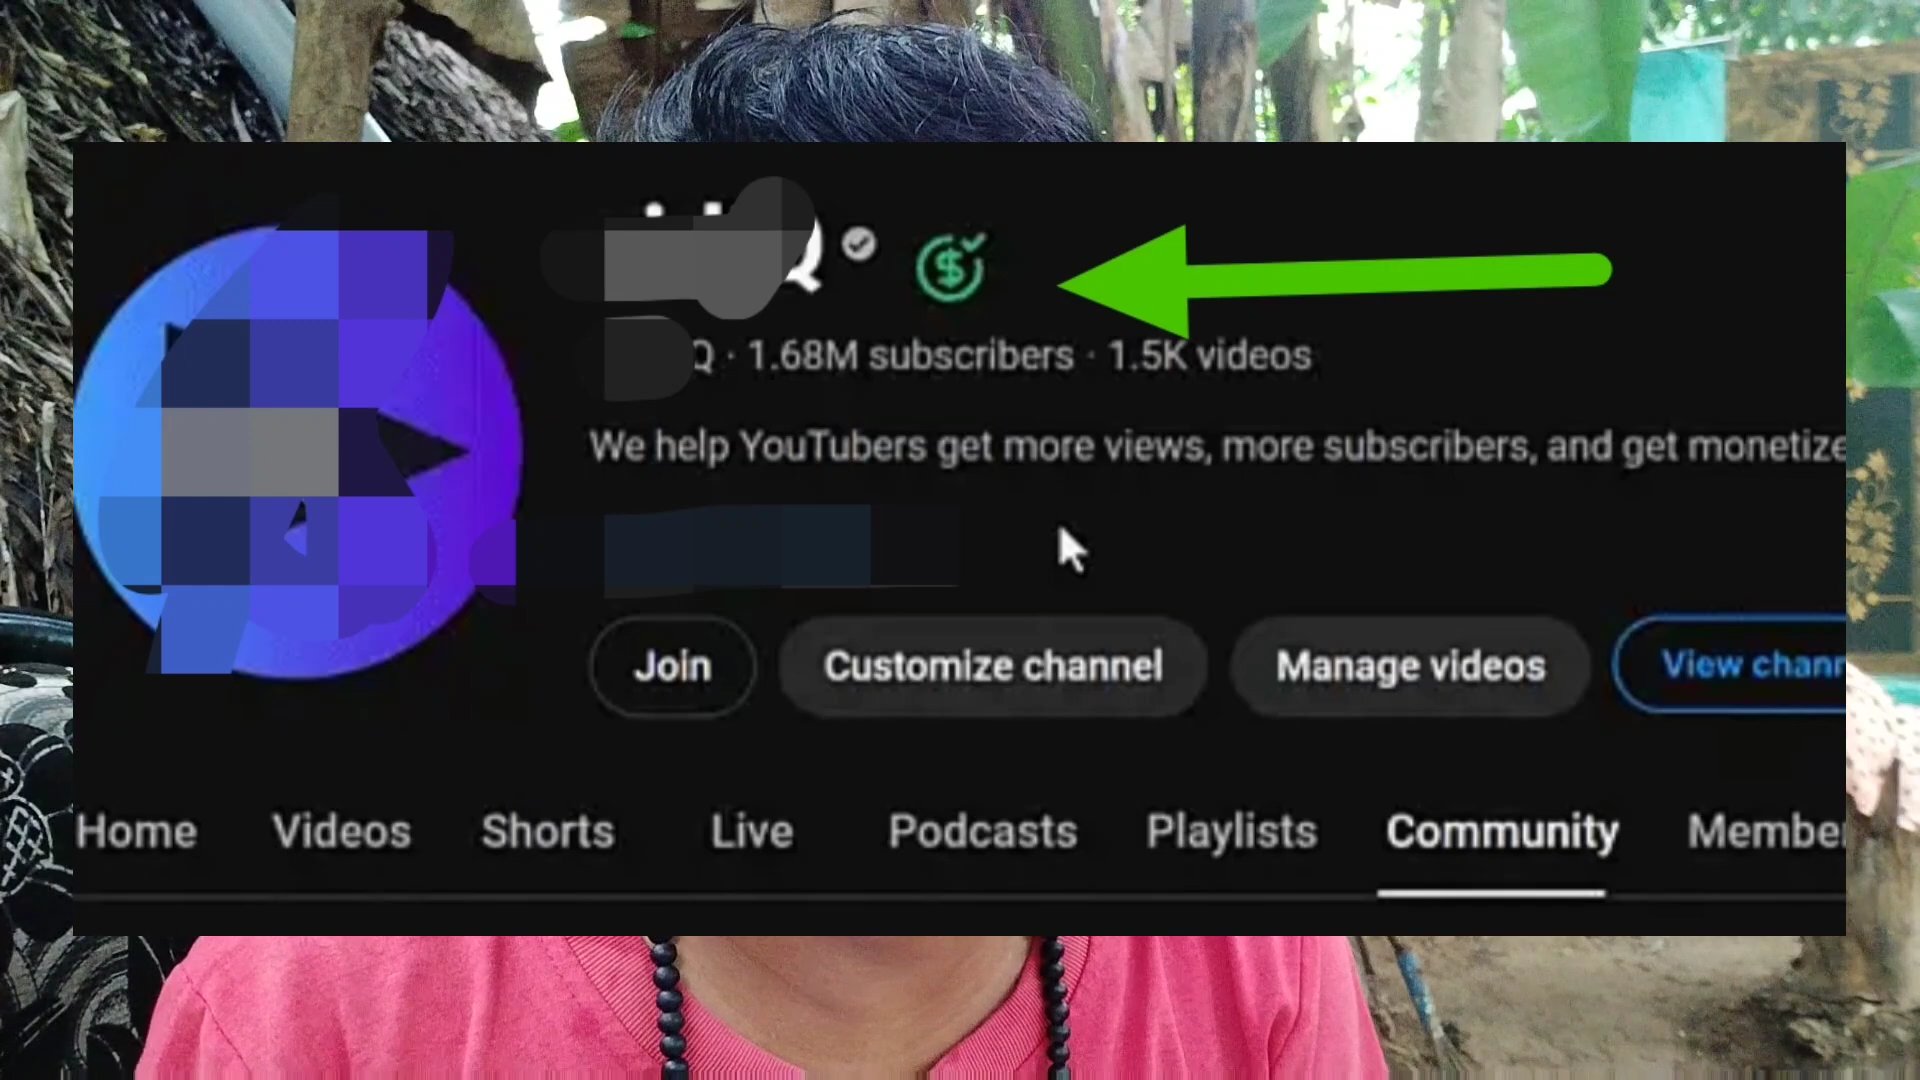 Q · 1.68M subscribers · 1.5K videos
We help YouTubers get more views, more subscribers, and get monetize
Join Customize channel Manage videos View chann
Home Videos Shorts Live Podcasts Playlists Community Member